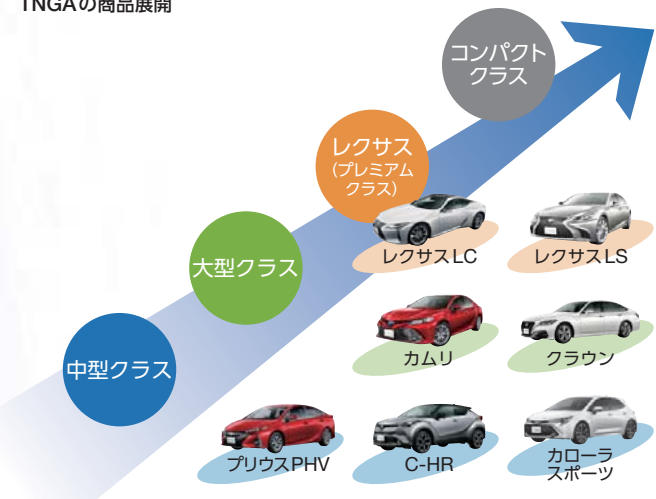 TNGAの商品展開
コンパクト
クラス
レクサス
(プレミアム
クラス)
大型クラス
中型クラス
レクサスLC
レクサスLS
カムリ
クラウン
プリウスPHV
C-HR
カローラ
スポーツ